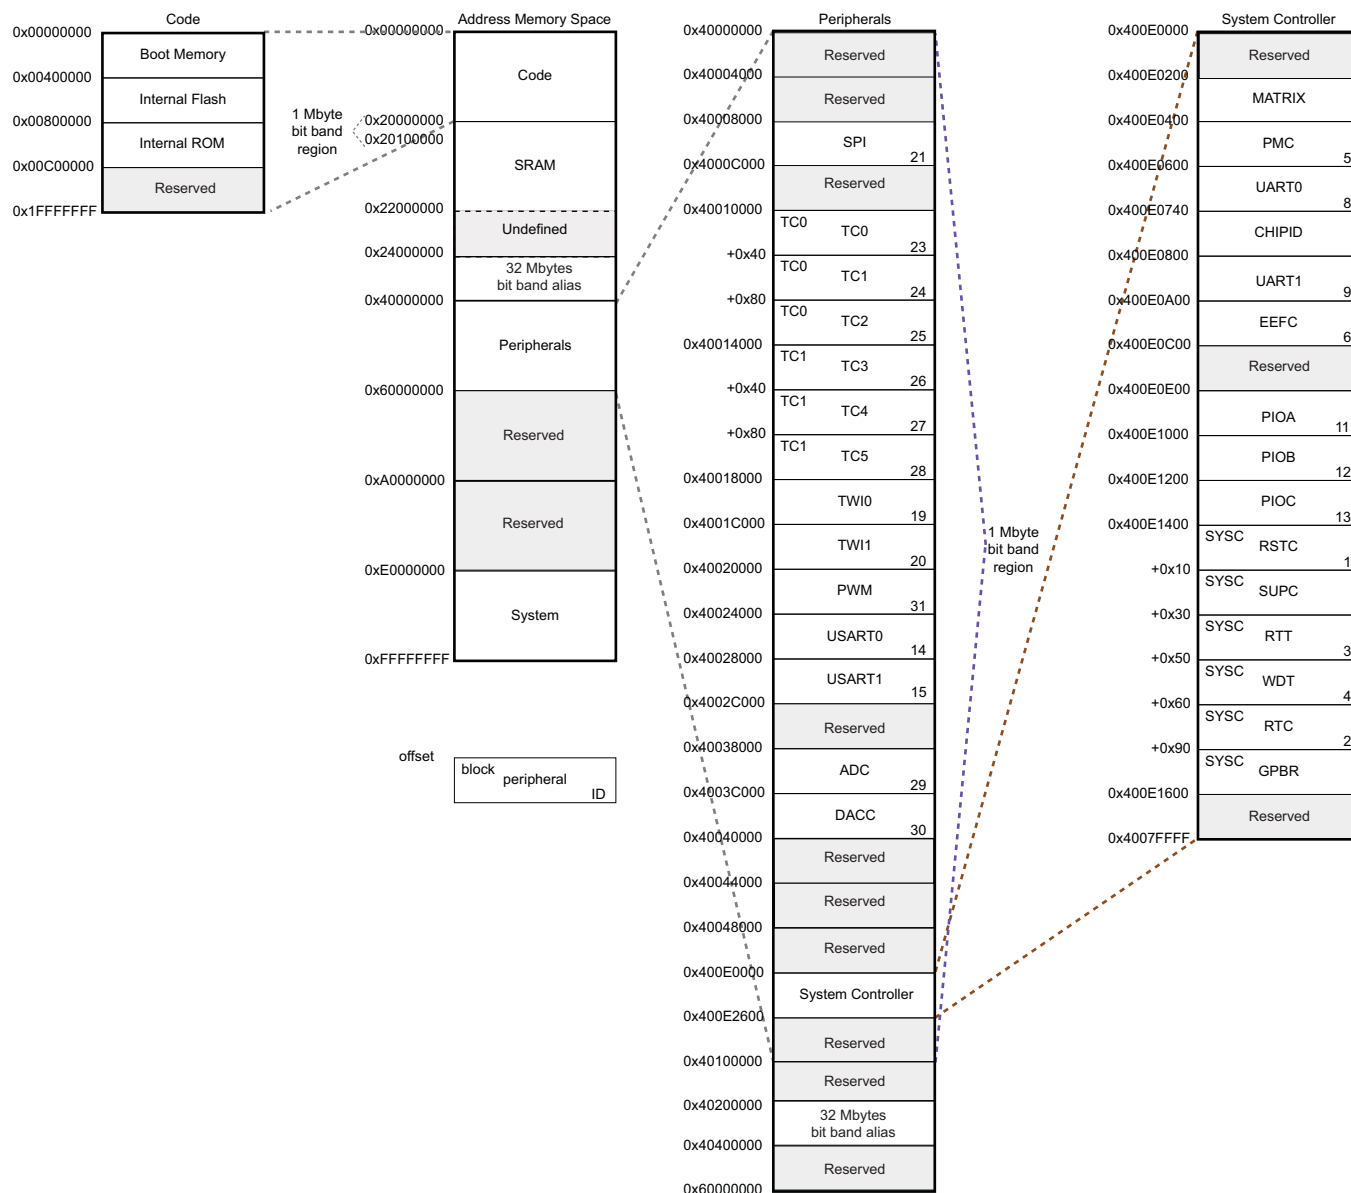 Code
0x00000000
Boot Memory
0x00400000
Internal Flash
0x00800000
Internal ROM
0x00C00000
Reserved
0x1FFFFFFF
1 Mbyte
bit band
region
Address Memory Space
0x00000000
Code
0x20000000
0x20100000
SRAM
0x22000000
Undefined
0x24000000
32 Mbytes
bit band alias
0x40000000
Peripherals
0x60000000
Reserved
0xA0000000
Reserved
0xE0000000
System
0xFFFFFFFF
offset
block
peripheral
ID
Peripherals
0x40000000
Reserved
0x40004000
Reserved
0x40008000
SPI
21
0x4000C000
Reserved
0x40010000
TC0
TC0
23
+0x40
TC0
TC1
24
+0x80
TC0
TC2
25
0x40014000
TC1
TC3
26
+0x40
TC1
TC4
27
+0x80
TC1
TC5
28
0x40018000
TWI0
19
0x4001C000
TWI1
20
0x40020000
PWM
31
0x40024000
USART0
14
0x40028000
USART1
15
0x4002C000
Reserved
0x40038000
ADC
29
0x4003C000
DACC
30
0x40040000
Reserved
0x40044000
Reserved
0x40048000
Reserved
0x400E0000
System Controller
0x400E2600
Reserved
0x40100000
Reserved
0x40200000
32 Mbytes
bit band alias
0x40400000
Reserved
0x60000000
1 Mbyte
bit band
region
System Controller
0x400E0000
Reserved
0x400E0200
MATRIX
0x400E0400
PMC
5
0x400E0600
UART0
8
0x400E0740
CHIPID
0x400E0800
UART1
9
0x400E0A00
EEFC
6
0x400E0C00
Reserved
0x400E0E00
PIOA
11
0x400E1000
PIOB
12
0x400E1200
PIOC
13
0x400E1400
SYSC
RSTC
1
+0x10
SYSC
SUPC
+0x30
SYSC
RTT
3
+0x50
SYSC
WDT
4
+0x60
SYSC
RTC
2
+0x90
SYSC
GPBR
0x400E1600
Reserved
0x4007FFFF